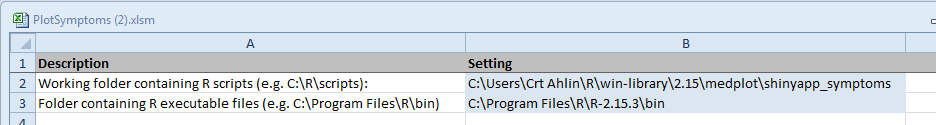 PlotSymptoms (2).xlsm
A B
1 Description Setting
2 Working folder containing R scripts (e.g. C:\R\scripts): C:\Users\Crt Ahlin\R\win-library\2.15\medplot\shinyapp_symptoms
3 Folder containing R executable files (e.g. C:\Program Files\R\bin) C:\Program Files\R\R-2.15.3\bin
4